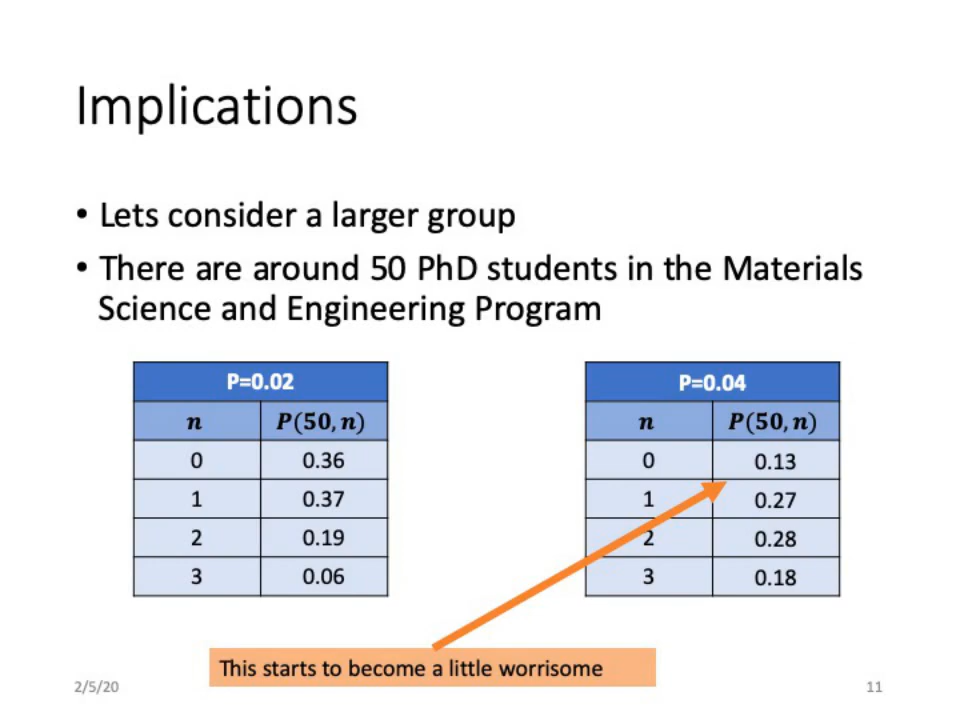 Implications
• Lets consider a larger group
• There are around 50 PhD students in the Materials
Science and Engineering Program
P=0.02
n P(50, n)
0 0.36
1 0.37
2 0.19
3 0.06
P=0.04
n P(50, n)
0 0.13
1 0.27
2 0.28
3 0.18
This starts to become a little worrisome
2/5/20
11